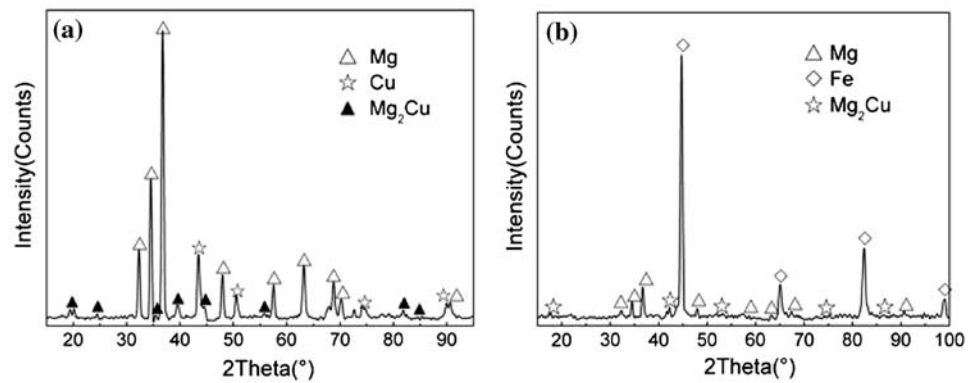 (a)
△ Mg
☆ Cu
▲ Mg₂Cu
Intensity(Counts)
20 30 40 50 60 70 80 90
2Theta(°)
(b)
△ Mg
◇ Fe
☆ Mg₂Cu
Intensity(Counts)
20 30 40 50 60 70 80 90 100
2Theta(°)